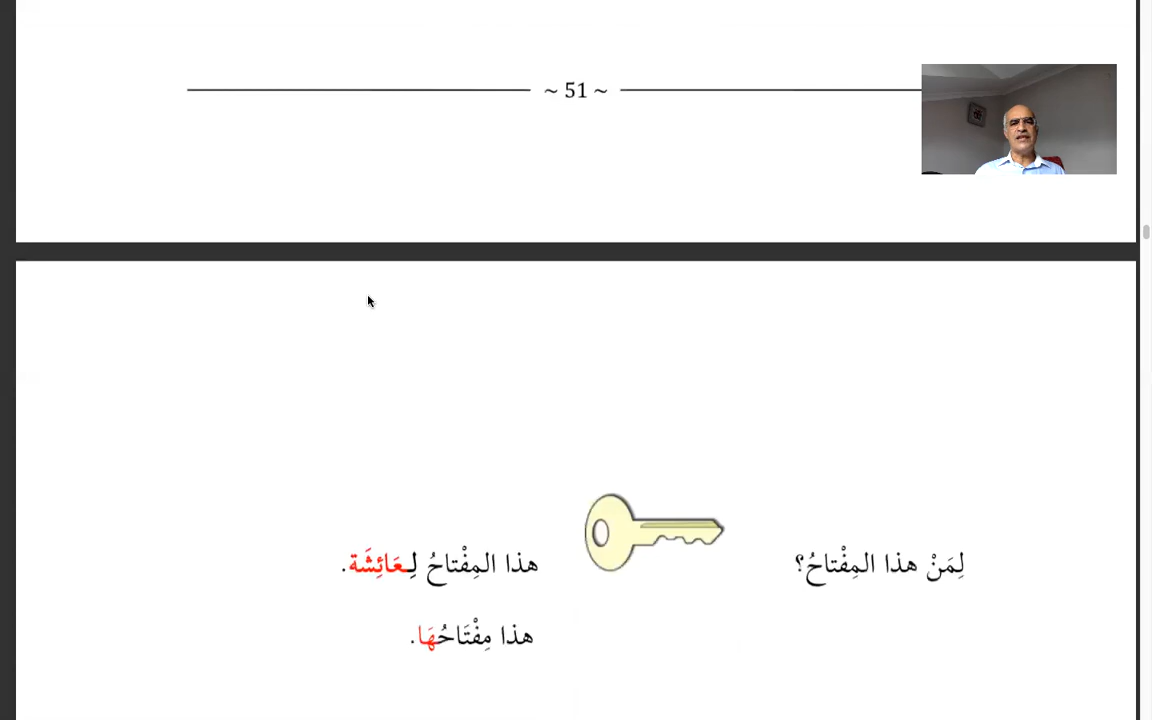 ~ 51 ~
لِمَنْ هذا المِفْتاحُ؟
هذا المِفْتاحُ لِـعَائِشَة.
هذا مِفْتَاحُهَا.